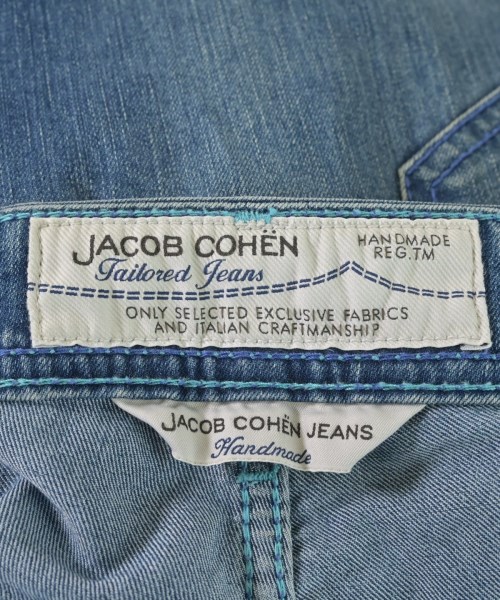 JACOB COHËN
Tailored Jeans
HANDMADE
REG.TM
ONLY SELECTED EXCLUSIVE FABRICS
AND ITALIAN CRAFTMANSHIP
JACOB COHËN JEANS
Handmade